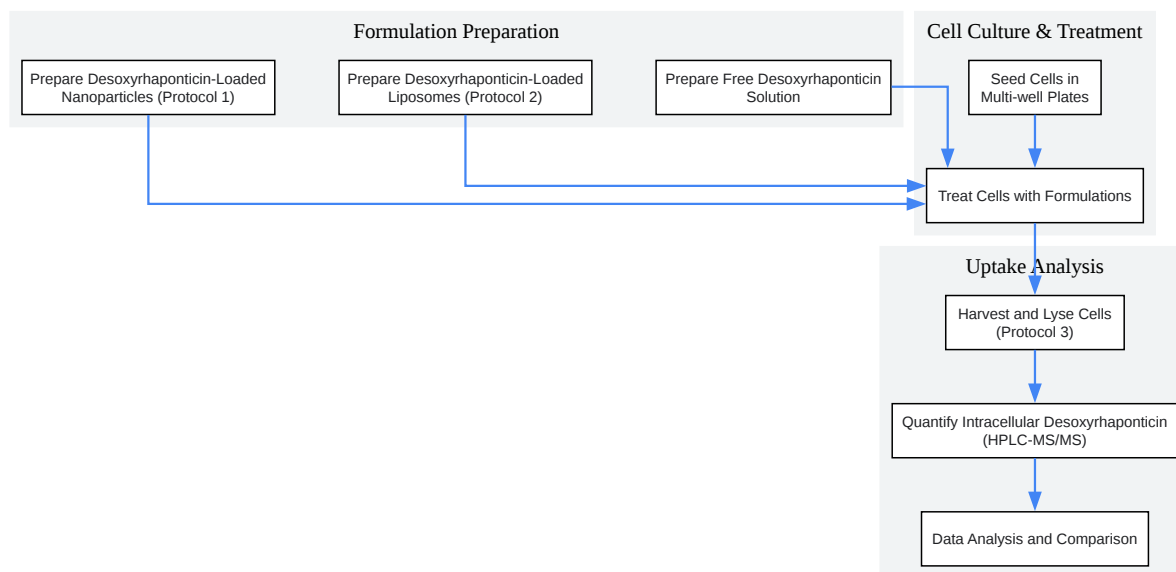 Formulation Preparation
Prepare Desoxyrhaponticin-Loaded
Nanoparticles (Protocol 1)
Prepare Desoxyrhaponticin-Loaded
Liposomes (Protocol 2)
Prepare Free Desoxyrhaponticin
Solution
Cell Culture & Treatment
Seed Cells in
Multi-well Plates
Treat Cells with Formulations
Uptake Analysis
Harvest and Lyse Cells
(Protocol 3)
Quantify Intracellular Desoxyrhaponticin
(HPLC-MS/MS)
Data Analysis and Comparison